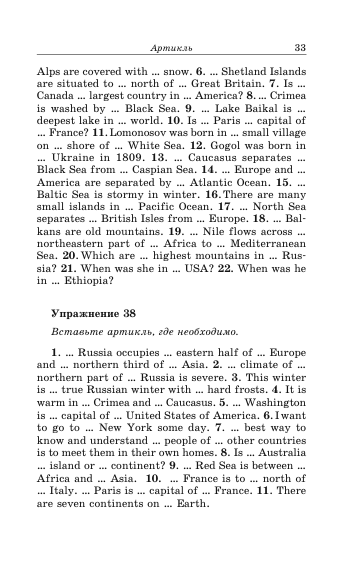 Артикль 33
Alps are covered with ... snow. 6. ... Shetland Islands
are situated to ... north of ... Great Britain. 7. Is ...
Canada ... largest country in ... America? 8. ... Crimea
is washed by ... Black Sea. 9. ... Lake Baikal is ...
deepest lake in ... world. 10. Is ... Paris ... capital of
... France? 11. Lomonosov was born in ... small village
on ... shore of ... White Sea. 12. Gogol was born in
... Ukraine in 1809. 13. ... Caucasus separates ...
Black Sea from ... Caspian Sea. 14. ... Europe and ...
America are separated by ... Atlantic Ocean. 15. ...
Baltic Sea is stormy in winter. 16. There are many
small islands in ... Pacific Ocean. 17. ... North Sea
separates ... British Isles from ... Europe. 18. ... Bal-
kans are old mountains. 19. ... Nile flows across ...
northeastern part of ... Africa to ... Mediterranean
Sea. 20. Which are ... highest mountains in ... Rus-
sia? 21. When was she in ... USA? 22. When was he
in ... Ethiopia?
Упражнение 38
Вставьте артикль, где необходимо.
1. ... Russia occupies ... eastern half of ... Europe
and ... northern third of ... Asia. 2. ... climate of ...
northern part of ... Russia is severe. 3. This winter
is ... true Russian winter with ... hard frosts. 4. It is
warm in ... Crimea and ... Caucasus. 5. ... Washington
is ... capital of ... United States of America. 6. I want
to go to ... New York some day. 7. ... best way to
know and understand ... people of ... other countries
is to meet them in their own homes. 8. Is ... Australia
... island or ... continent? 9. ... Red Sea is between ...
Africa and ... Asia. 10. ... France is to ... north of
... Italy. ... Paris is ... capital of ... France. 11. There
are seven continents on ... Earth.